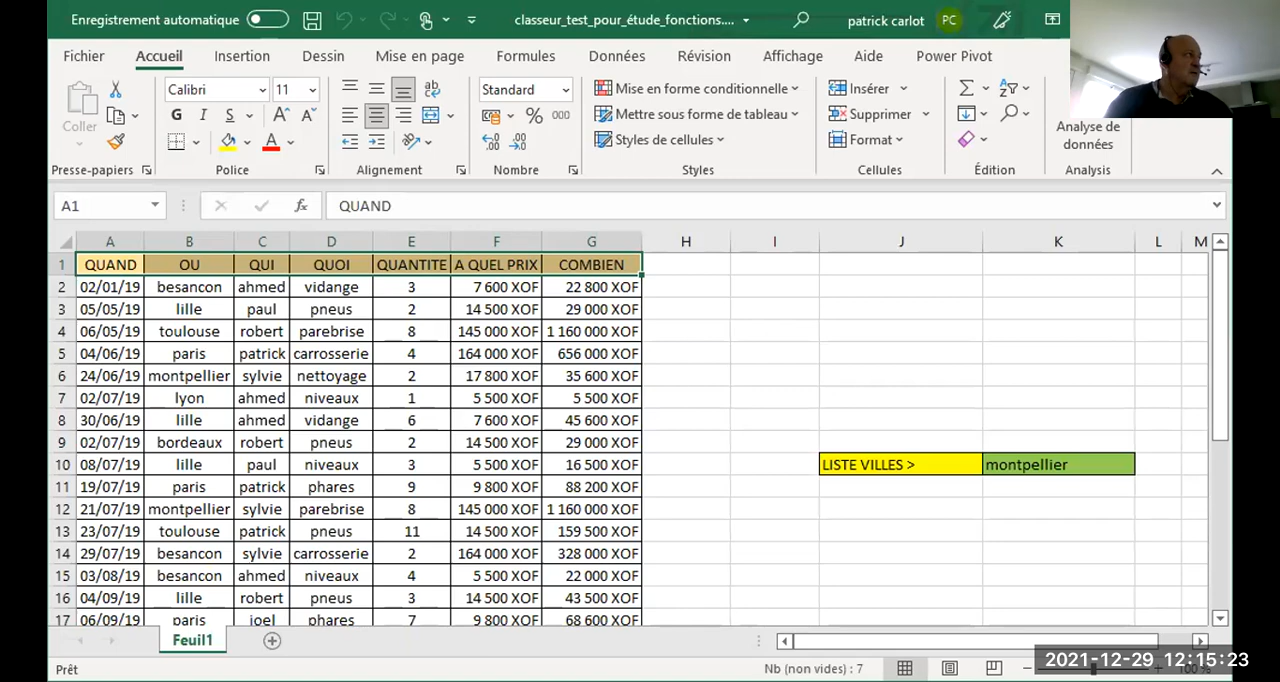 Enregistrement automatique classeur_test_pour_étude_fonctions.... patrick carlot PC
Fichier Accueil Insertion Dessin Mise en page Formules Données Révision Affichage Aide Power Pivot
Coller
Calibri 11
G I S
A A A
ab
Standard
% 000
Mise en forme conditionnelle
Mettre sous forme de tableau
Styles de cellules
Insérer
Supprimer
Format
Analyse de
données
Presse-papiers Police Alignement Nombre Styles Cellules Édition Analysis
A1 fx QUAND
A B C D E F G H I J K L M
1 QUAND OU QUI QUOI QUANTITE A QUEL PRIX COMBIEN
2 02/01/19 besancon ahmed vidange 3 7 600 XOF 22 800 XOF
3 05/05/19 lille paul pneus 2 14 500 XOF 29 000 XOF
4 06/05/19 toulouse robert parebrise 8 145 000 XOF 1 160 000 XOF
5 04/06/19 paris patrick carrosserie 4 164 000 XOF 656 000 XOF
6 24/06/19 montpellier sylvie nettoyage 2 17 800 XOF 35 600 XOF
7 02/07/19 lyon ahmed niveaux 1 5 500 XOF 5 500 XOF
8 30/06/19 lille ahmed vidange 6 7 600 XOF 45 600 XOF
9 02/07/19 bordeaux robert pneus 2 14 500 XOF 29 000 XOF
10 08/07/19 lille paul niveaux 3 5 500 XOF 16 500 XOF LISTE VILLES > montpellier
11 19/07/19 paris patrick phares 9 9 800 XOF 88 200 XOF
12 21/07/19 montpellier sylvie parebrise 8 145 000 XOF 1 160 000 XOF
13 23/07/19 toulouse patrick pneus 11 14 500 XOF 159 500 XOF
14 29/07/19 besancon sylvie carrosserie 2 164 000 XOF 328 000 XOF
15 03/08/19 besancon ahmed niveaux 4 5 500 XOF 22 000 XOF
16 04/09/19 lille robert pneus 3 14 500 XOF 43 500 XOF
17 06/09/19 paris joel phares 7 9 800 XOF 68 600 XOF
Feuil1
Prêt Nb (non vides) : 7 100 %
2021-12-29 12:15:23